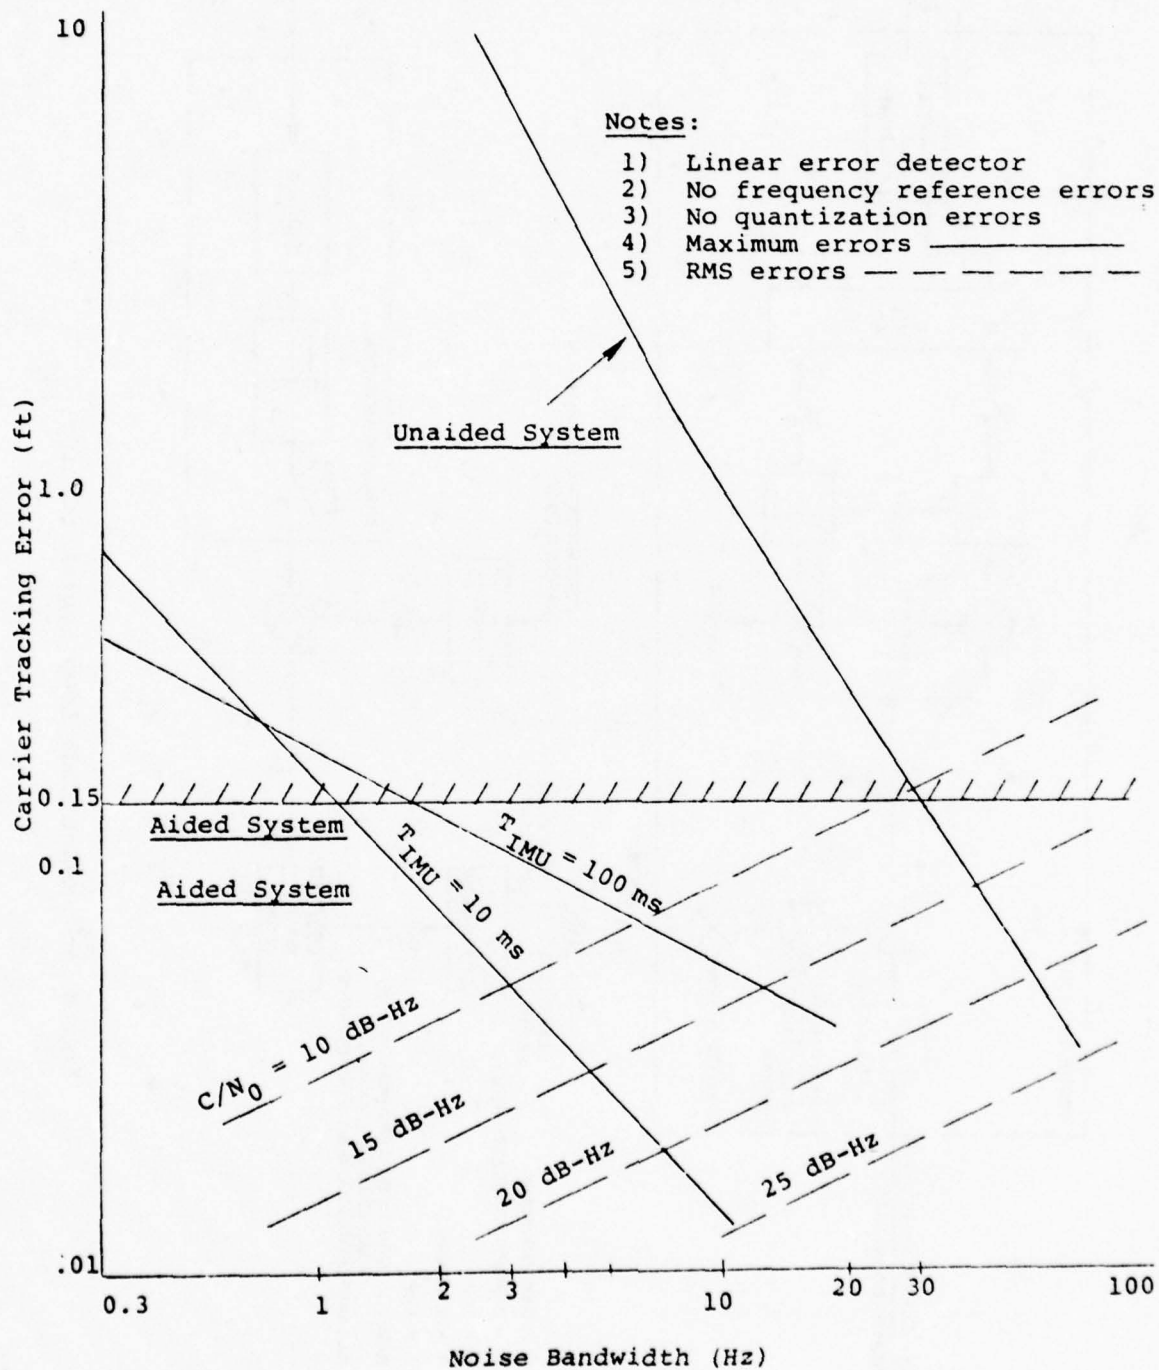 10
Notes:
1) Linear error detector
2) No frequency reference errors
3) No quantization errors
4) Maximum errors
5) RMS errors
Unaided System
Carrier Tracking Error (ft)
1.0
0.15
Aided System
0.1
Aided System
T IMU = 10 ms
T IMU = 100 ms
C/N0 = 10 dB-Hz
15 dB-Hz
20 dB-Hz
25 dB-Hz
.01
0.3 1 2 3 10 20 30 100
Noise Bandwidth (Hz)